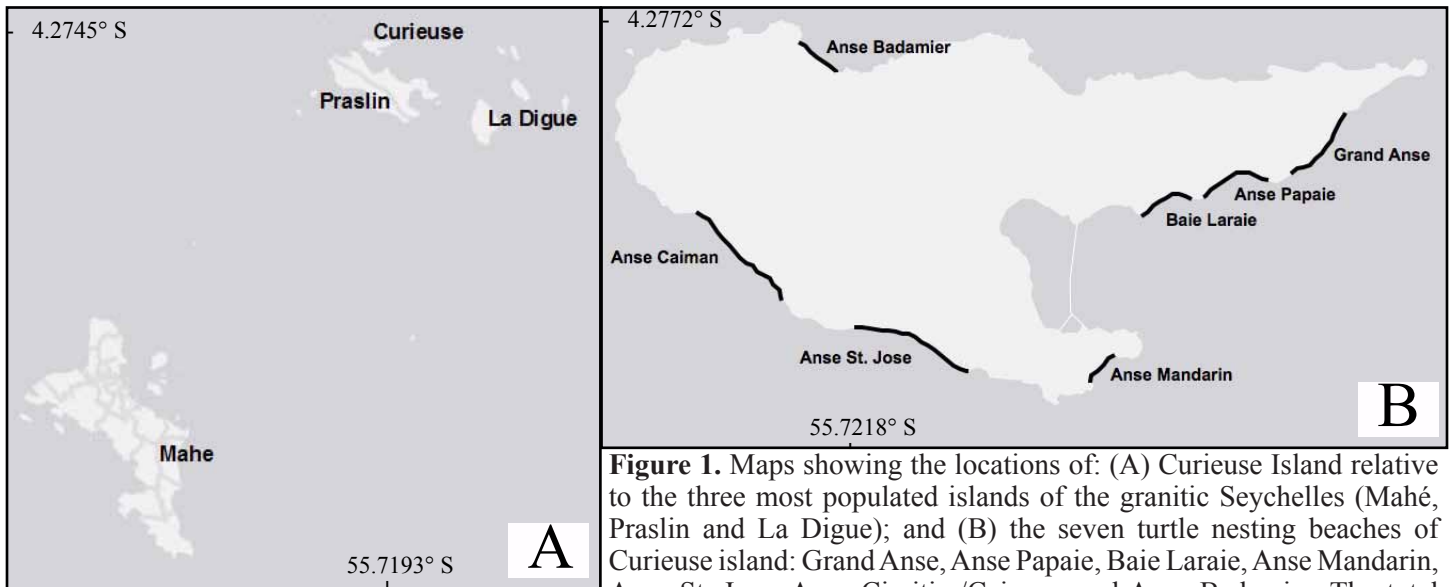 4.2745° S
Curieuse
Praslin
La Digue
Mahe
55.7193° S
A
4.2772° S
Anse Badamier
Grand Anse
Anse Papaie
Baie Laraie
Anse Caiman
Anse St. Jose
Anse Mandarin
55.7218° S
B
Figure 1. Maps showing the locations of: (A) Curieuse Island relative
to the three most populated islands of the granitic Seychelles (Mahé,
Praslin and La Digue); and (B) the seven turtle nesting beaches of
Curieuse island: Grand Anse, Anse Papaie, Baie Laraie, Anse Mandarin,